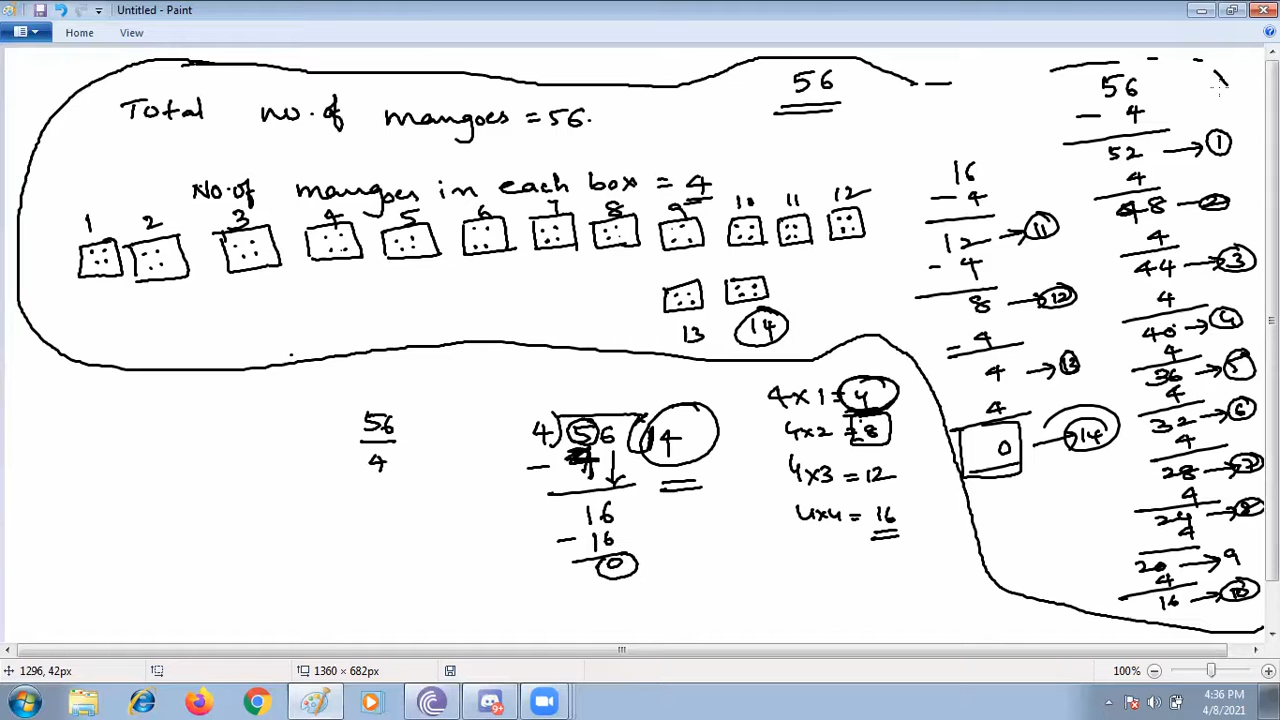 Untitled - Paint
Home View
56
Total no. of mangoes = 56.
No. of mangoes in each box = 4
1 2 3 4 5 6 7 8 9 10 11 12
13 14
56
4
4) 56 14
- 4
16
- 16
0
4 x 1 = 4
4x2 = 8
4x3 = 12
4x4 = 16
56
- 4
52 → 1
4
48 → 2
4
44 → 3
4
40 → 4
4
36 → 5
4
32 → 6
4
28 → 7
4
24 → 8
4
20 → 9
4
16 → 10
16
- 4
12 → 11
- 4
8 → 12
- 4
4 → 13
4
0 → 14
1296, 42px
1360 × 682px
100%
4:36 PM
4/8/2021